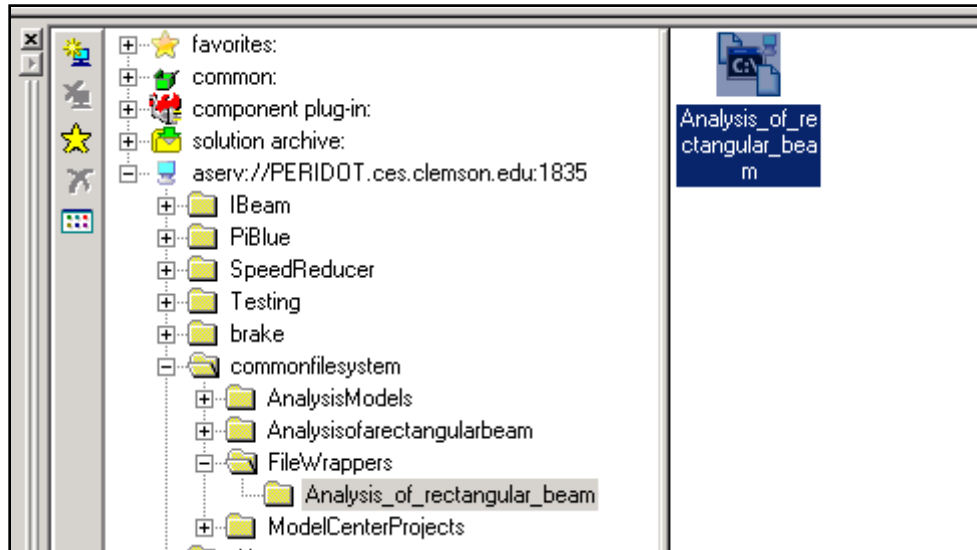 favorites:
common:
component plug-in:
solution archive:
aserv://PERIDOT.ces.clemson.edu:1835
IBeam
PiBlue
SpeedReducer
Testing
brake
commonfilesystem
AnalysisModels
Analysisofarectangularbeam
FileWrappers
Analysis_of_rectangular_beam
ModelCenterProjects
C:\
Analysis_of_re
ctangular_bea
m